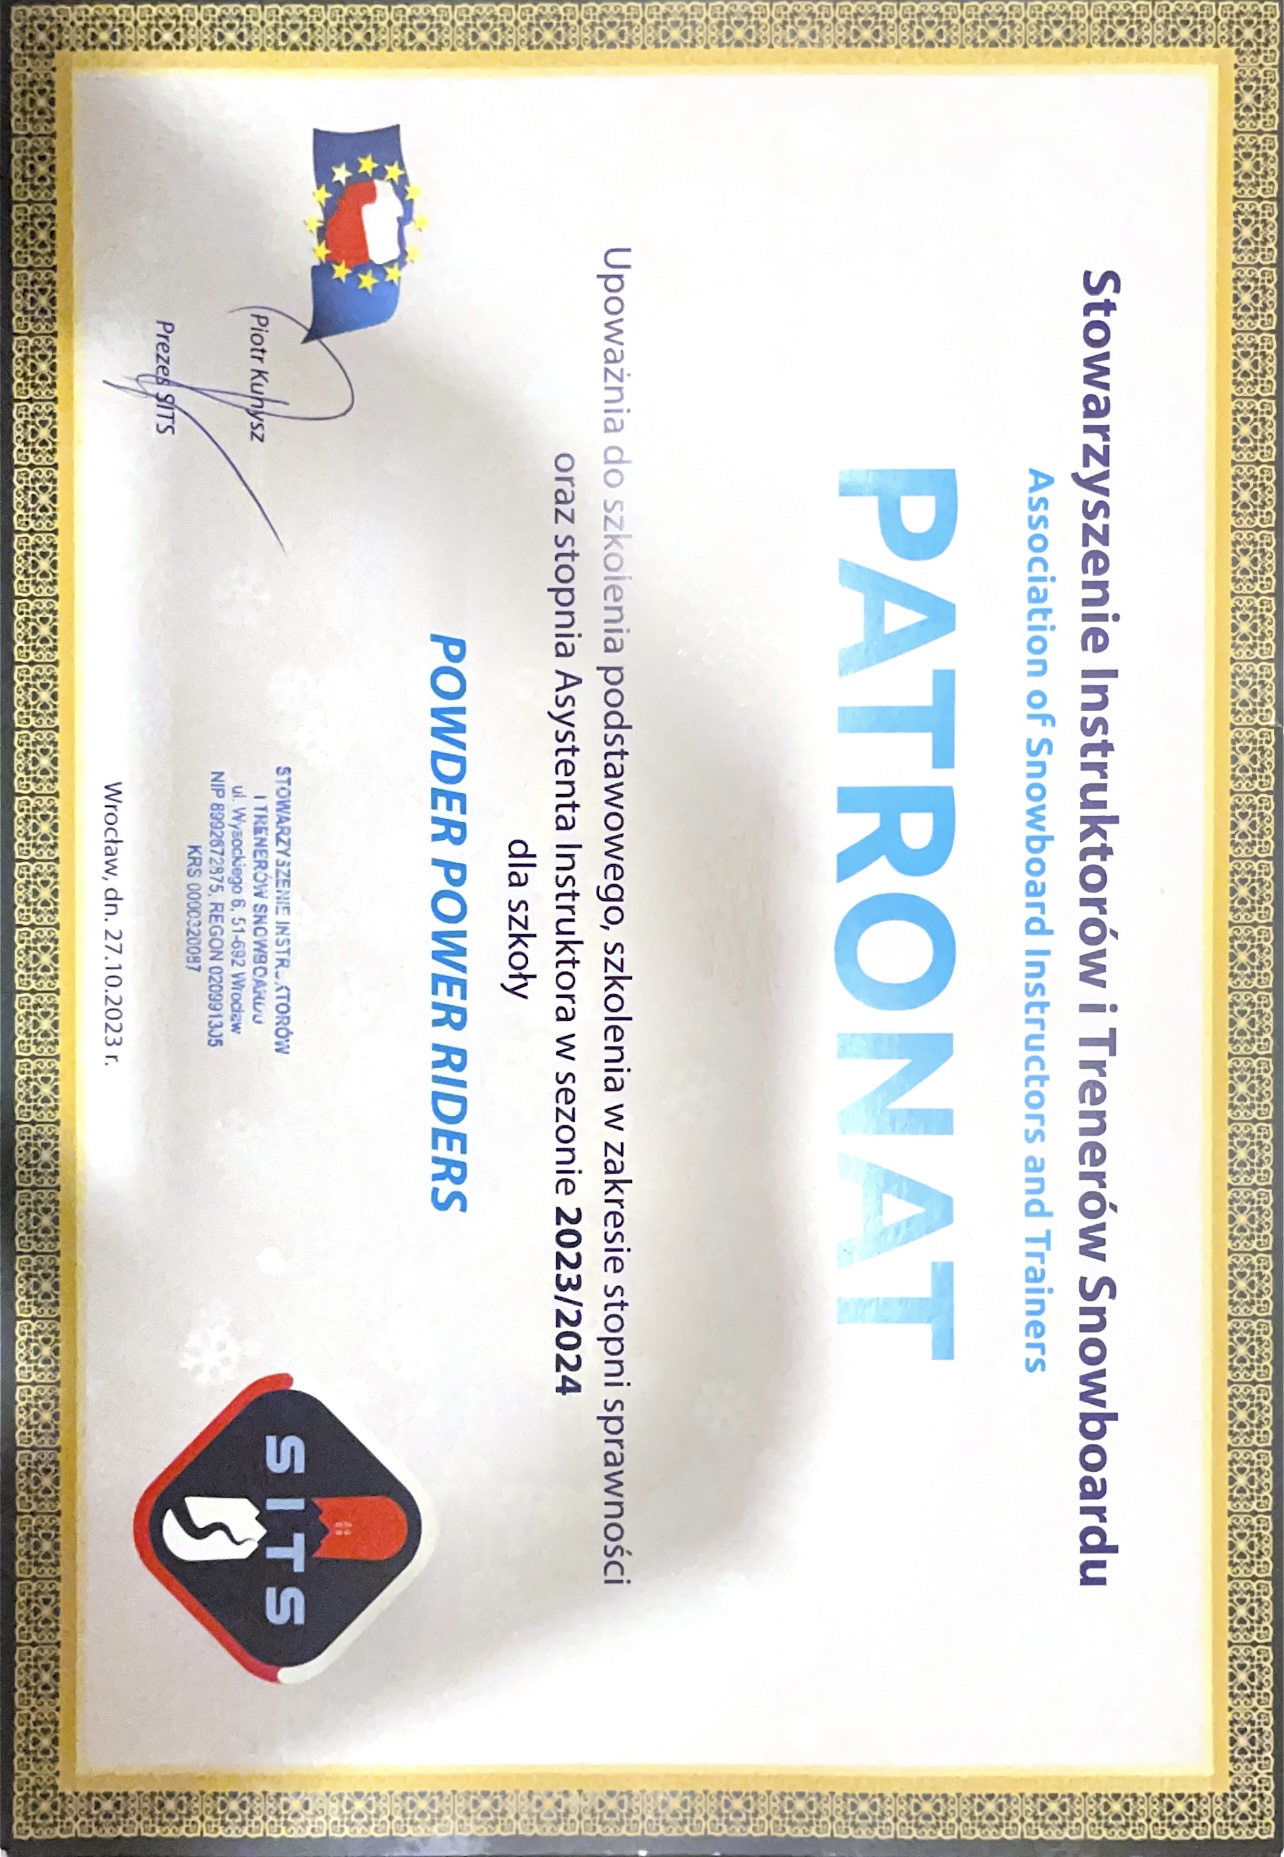 Stowarzyszenie Instruktorów i Trenerów Snowboardu
Association of Snowboard Instructors and Trainers
PATRONAT
Upoważnia do szkolenia podstawowego, szkolenia w zakresie stopni sprawności
oraz stopnia Asystenta Instruktora w sezonie 2023/2024
dla szkoły
POWDER POWER RIDERS
SITS
Piotr Kunysz
Prezes SITS
STOWARZYSZENIE INSTRUKTORÓW
I TRENERÓW SNOWBOARDU
ul. Wysockiego 6, 51-692 Wrocław
NIP 8992672875, REGON 020991305
KRS 0000320087
Wrocław, dn. 27.10.2023 r.